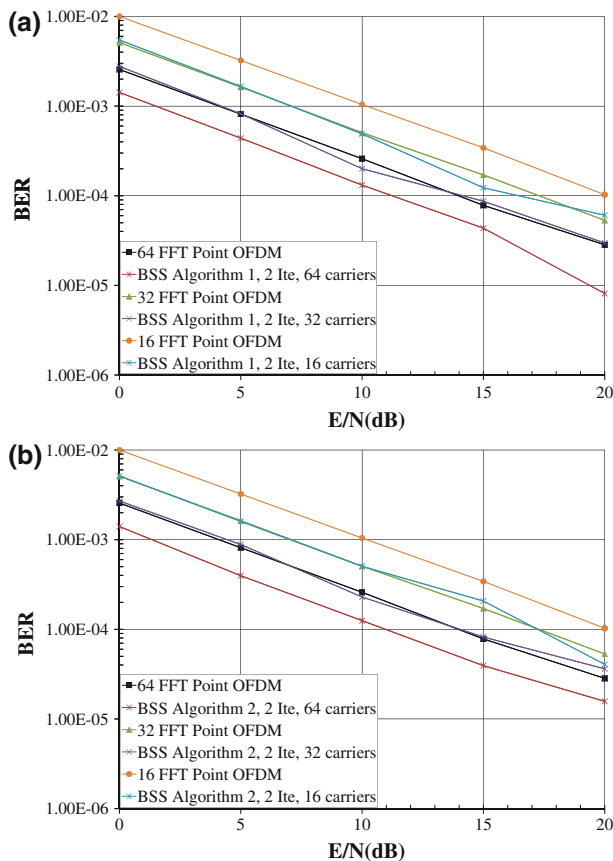 (a)
1.00E-02
1.00E-03
1.00E-04
1.00E-05
1.00E-06
BER
64 FFT Point OFDM
BSS Algorithm 1, 2 Ite, 64 carriers
32 FFT Point OFDM
BSS Algorithm 1, 2 Ite, 32 carriers
16 FFT Point OFDM
BSS Algorithm 1, 2 Ite, 16 carriers
0 5 10 15 20
E/N(dB)
(b)
1.00E-02
1.00E-03
1.00E-04
1.00E-05
1.00E-06
BER
64 FFT Point OFDM
BSS Algorithm 2, 2 Ite, 64 carriers
32 FFT Point OFDM
BSS Algorithm 2, 2 Ite, 32 carriers
16 FFT Point OFDM
BSS Algorithm 2, 2 Ite, 16 carriers
0 5 10 15 20
E/N(dB)